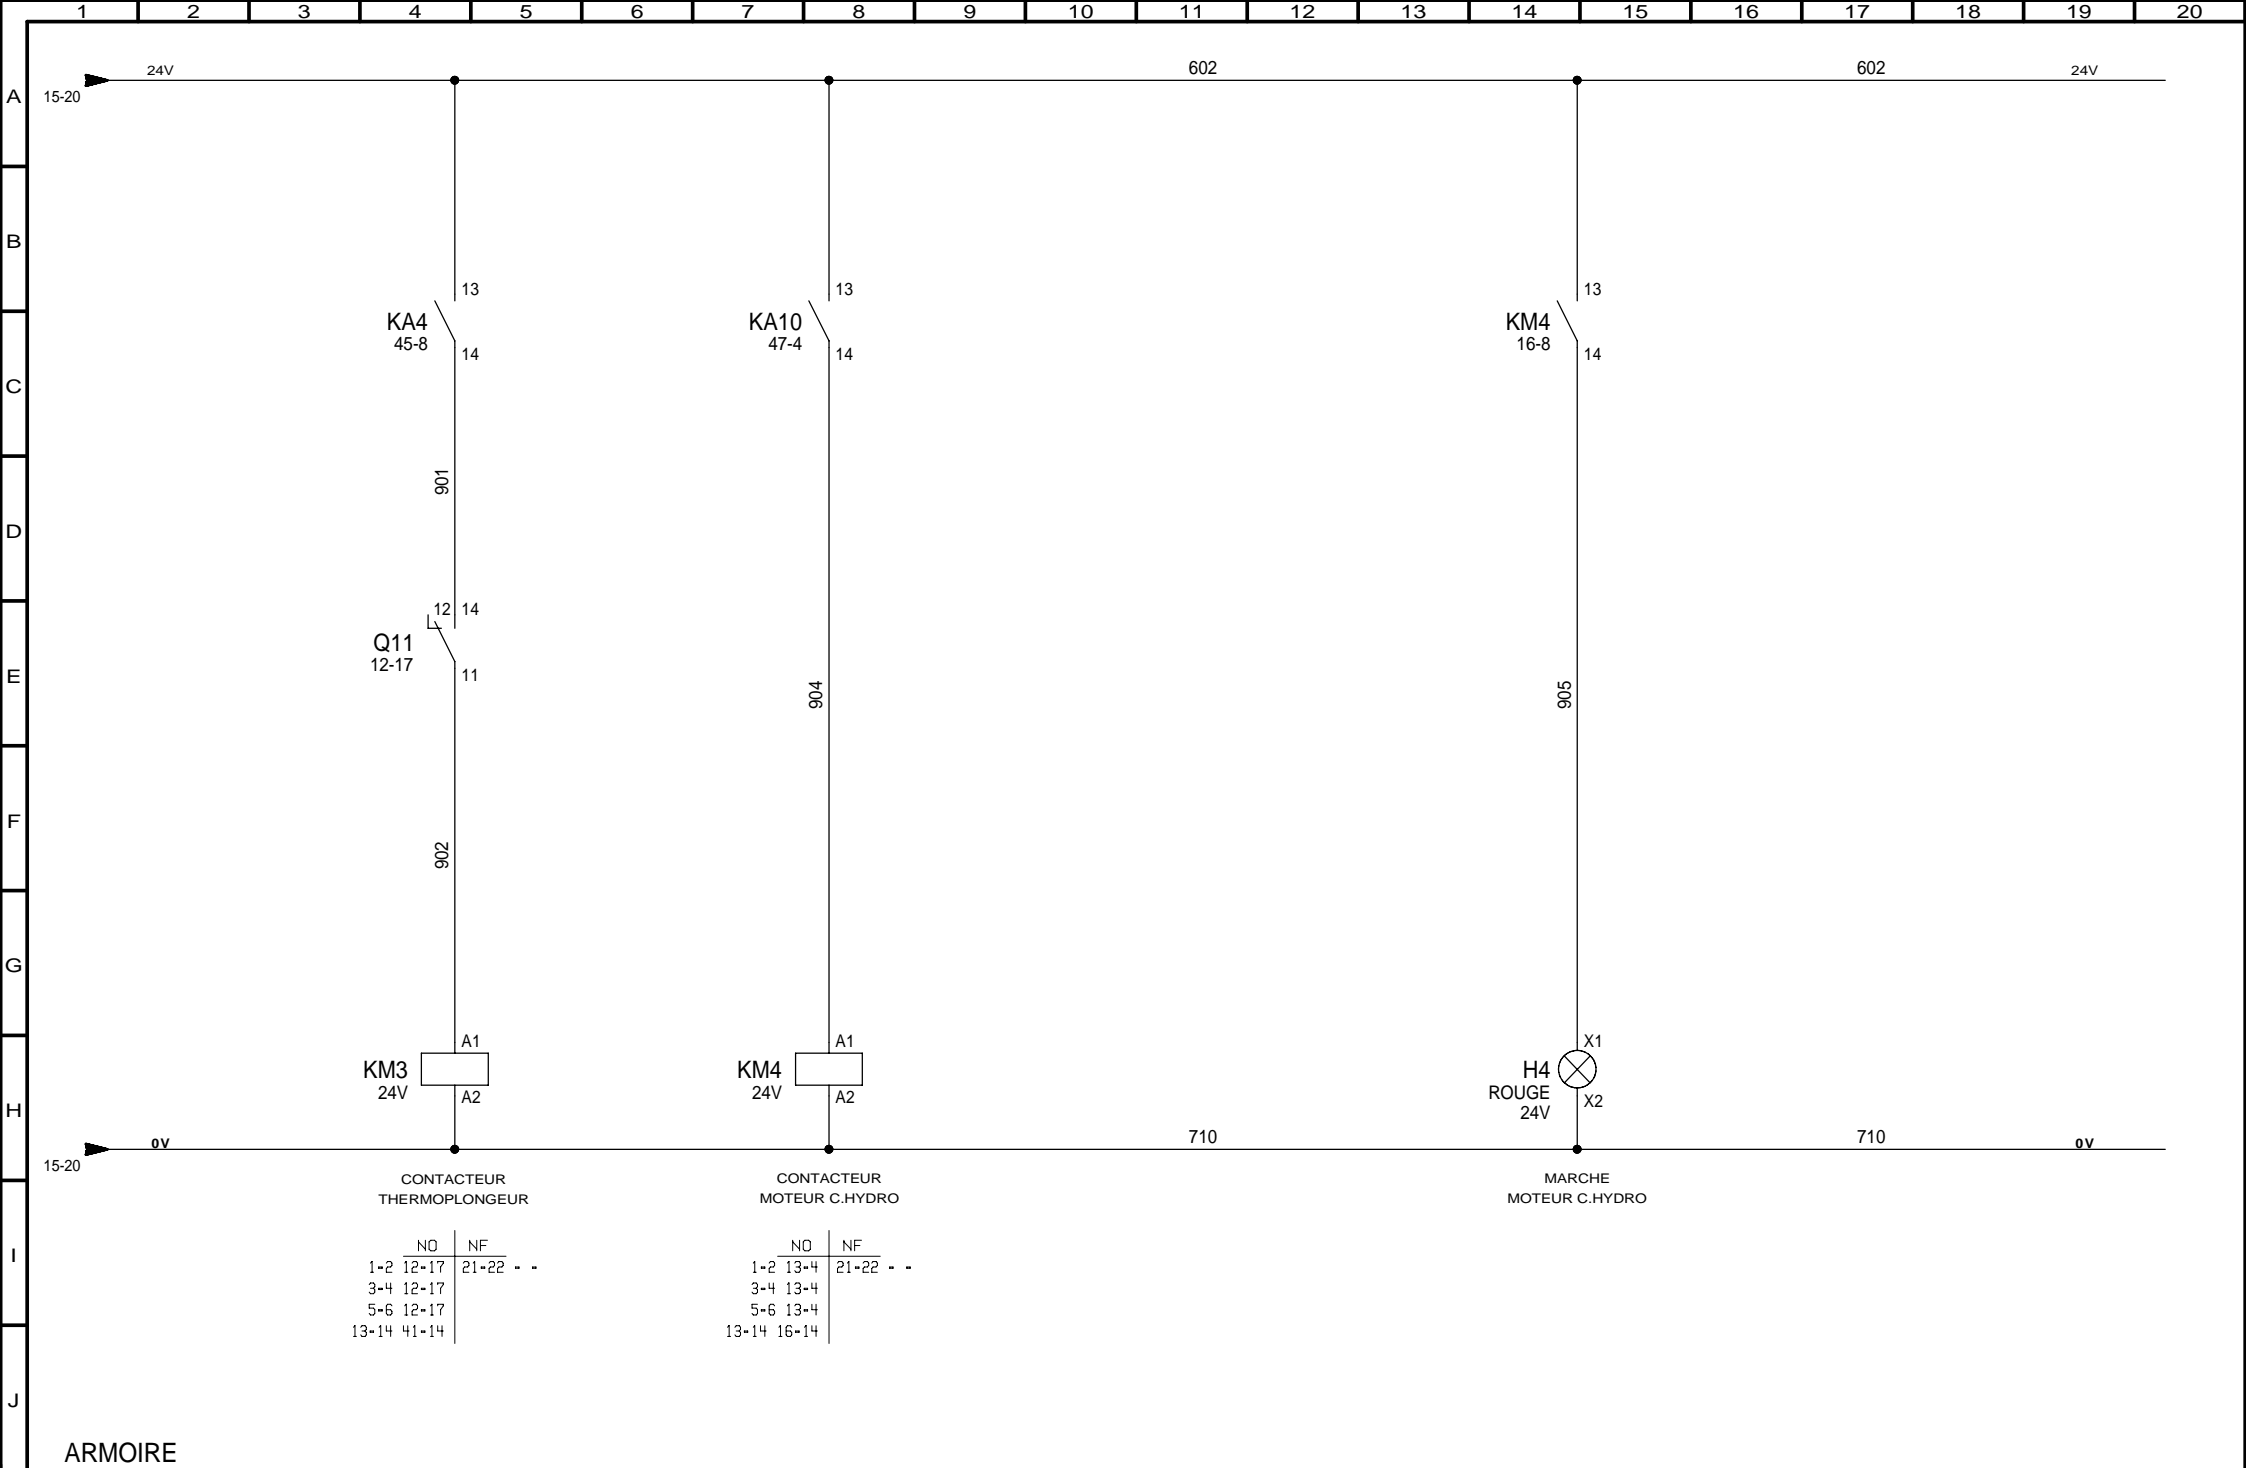 1 2 3 4 5 6 7 8 9 10 11 12 13 14 15 16 17 18 19 20
24V 602 602 24V
15-20
A
B
C
D
E
F
G
H
I
J
13 13 13
KA4 KA10 KM4
45-8 47-4 16-8
14 14 14
901
12 14
Q11
12-17
11
904 905
902
A1 A1 X1
KM3 KM4 H4
24V 24V ROUGE
24V
A2 A2 X2
0V 710 710 0V
15-20
CONTACTEUR
THERMOPLONGEUR
CONTACTEUR
MOTEUR C.HYDRO
MARCHE
MOTEUR C.HYDRO
NO NF
1-2 12-17 21-22 - -
3-4 12-17
5-6 12-17
13-14 41-14
NO NF
1-2 13-4 21-22 - -
3-4 13-4
5-6 13-4
13-14 16-14
ARMOIRE